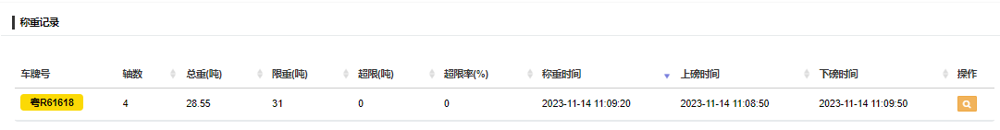 称重记录
车牌号 轴数 总重(吨) 限重(吨) 超限(吨) 超限率(%) 称重时间 上磅时间 下磅时间 操作
粤R61618 4 28.55 31 0 0 2023-11-14 11:09:20 2023-11-14 11:08:50 2023-11-14 11:09:50